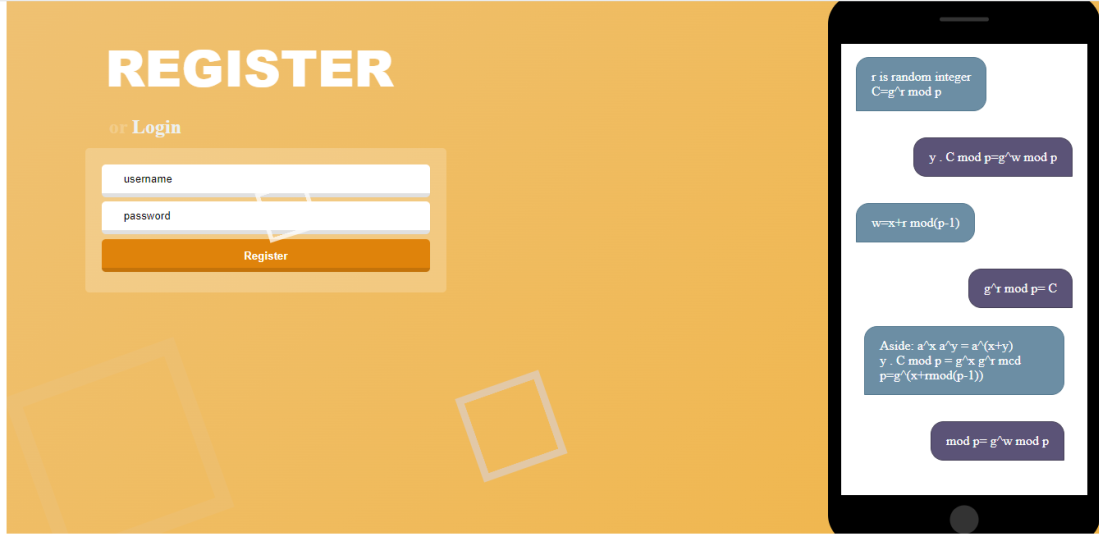 REGISTER
or Login
username
password
Register
r is random integer
C=g^r mod p
y . C mod p=g^w mod p
w=x+r mod(p-1)
g^r mod p= C
Aside: a^x a^y = a^(x+y)
y . C mod p = g^x g^r mod
p=g^(x+rmod(p-1))
mod p= g^w mod p